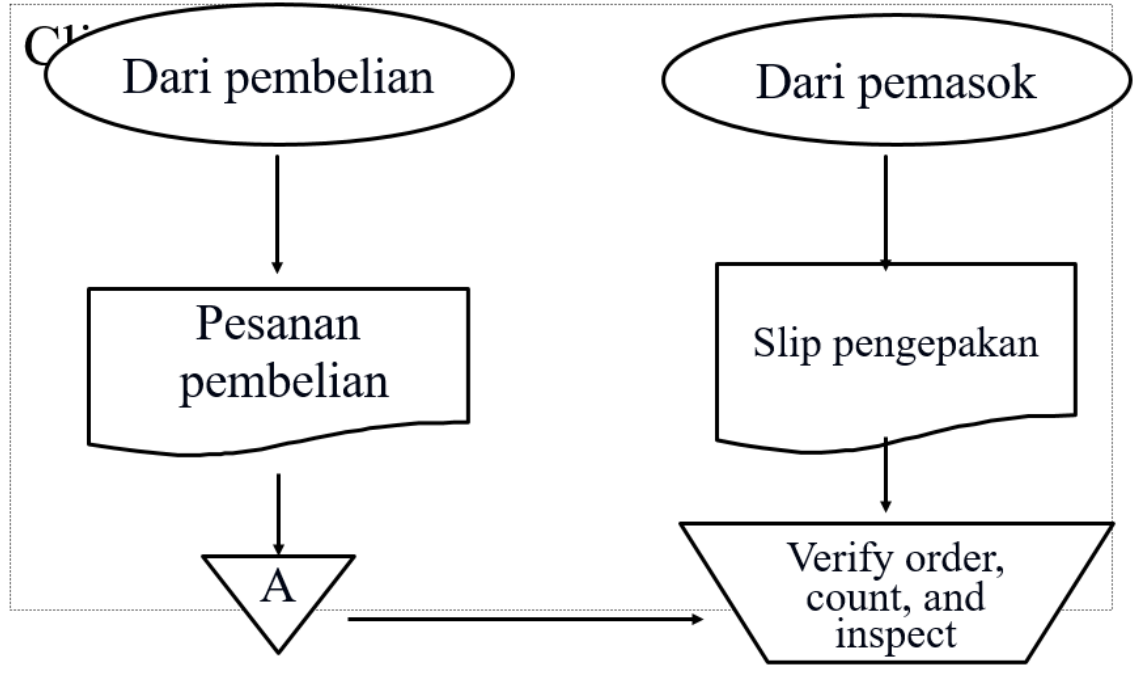 Dari pembelian
Dari pemasok
Pesanan
pembelian
Slip pengepakan
A
Verify order,
count, and
inspect